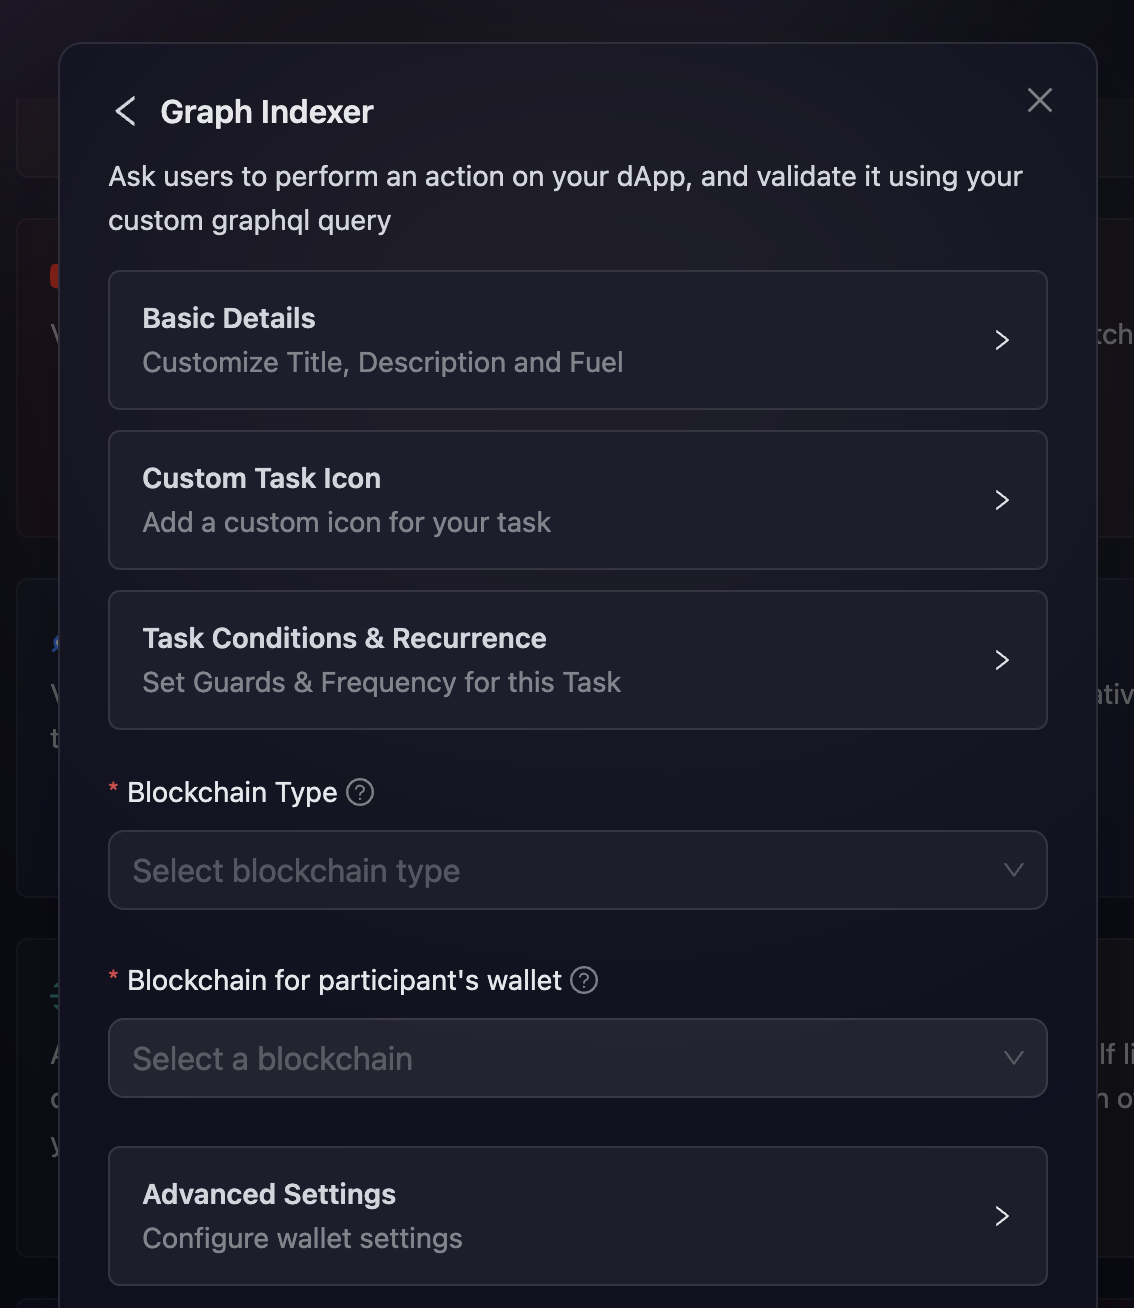 Graph Indexer
Ask users to perform an action on your dApp, and validate it using your
custom graphql query
Basic Details
Customize Title, Description and Fuel
Custom Task Icon
Add a custom icon for your task
Task Conditions & Recurrence
Set Guards & Frequency for this Task
* Blockchain Type ?
Select blockchain type
* Blockchain for participant's wallet ?
Select a blockchain
Advanced Settings
Configure wallet settings